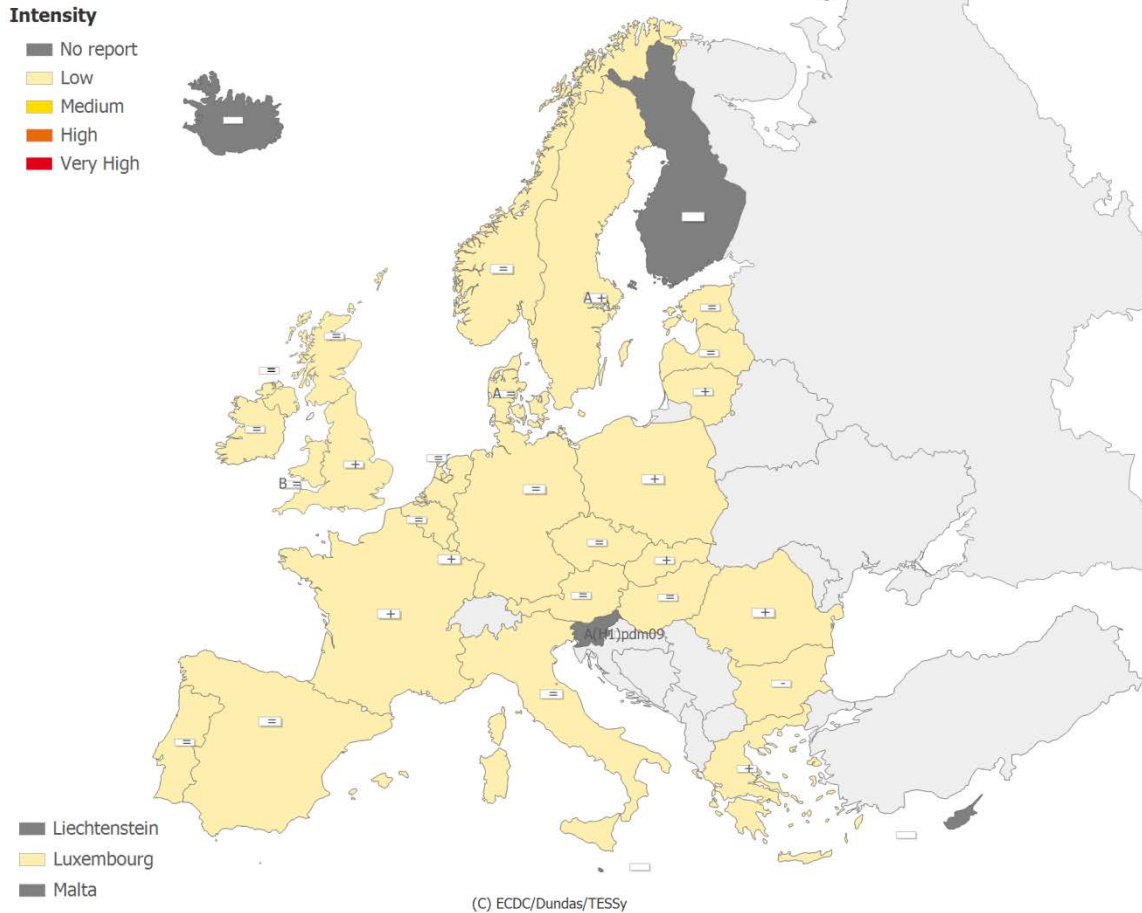 Intensity
No report
Low
Medium
High
Very High
=
A +
=
=
=
=
A =
+
=
=
+
B =
=
+
=
=
+
=
+
+
=
=
+
+
A(H1)pdm09
-
=
=
=
+
Liechtenstein
Luxembourg
Malta
(C) ECDC/Dundas/TESSy